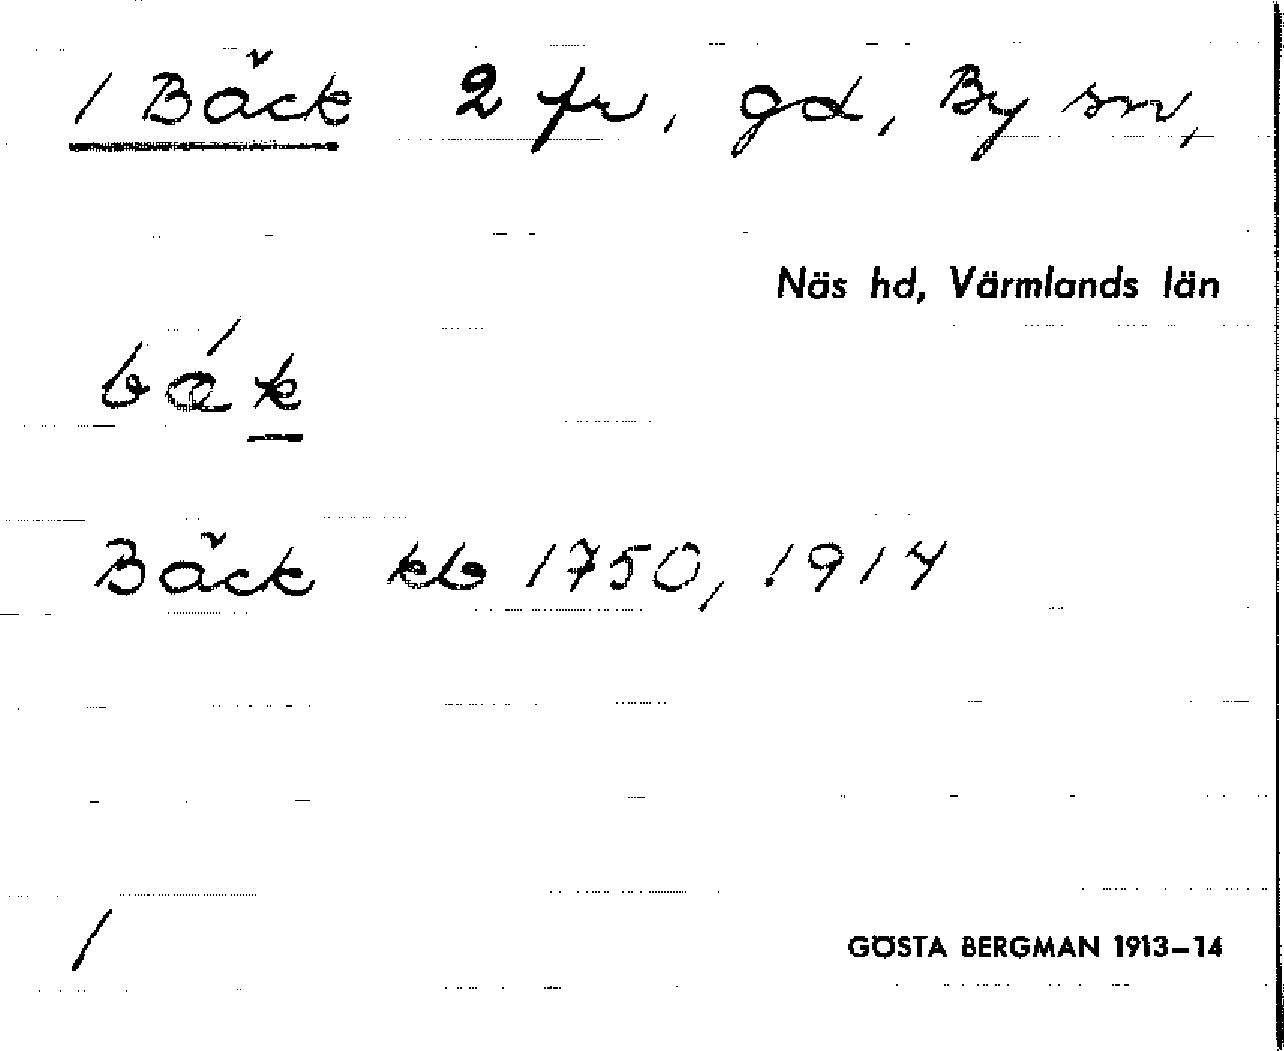 1 Bäck 2 fr, gd, By sn,
Näs hd, Värmlands län
bák
Bäck kb 1750, 1914
/
GÖSTA BERGMAN 1913–14